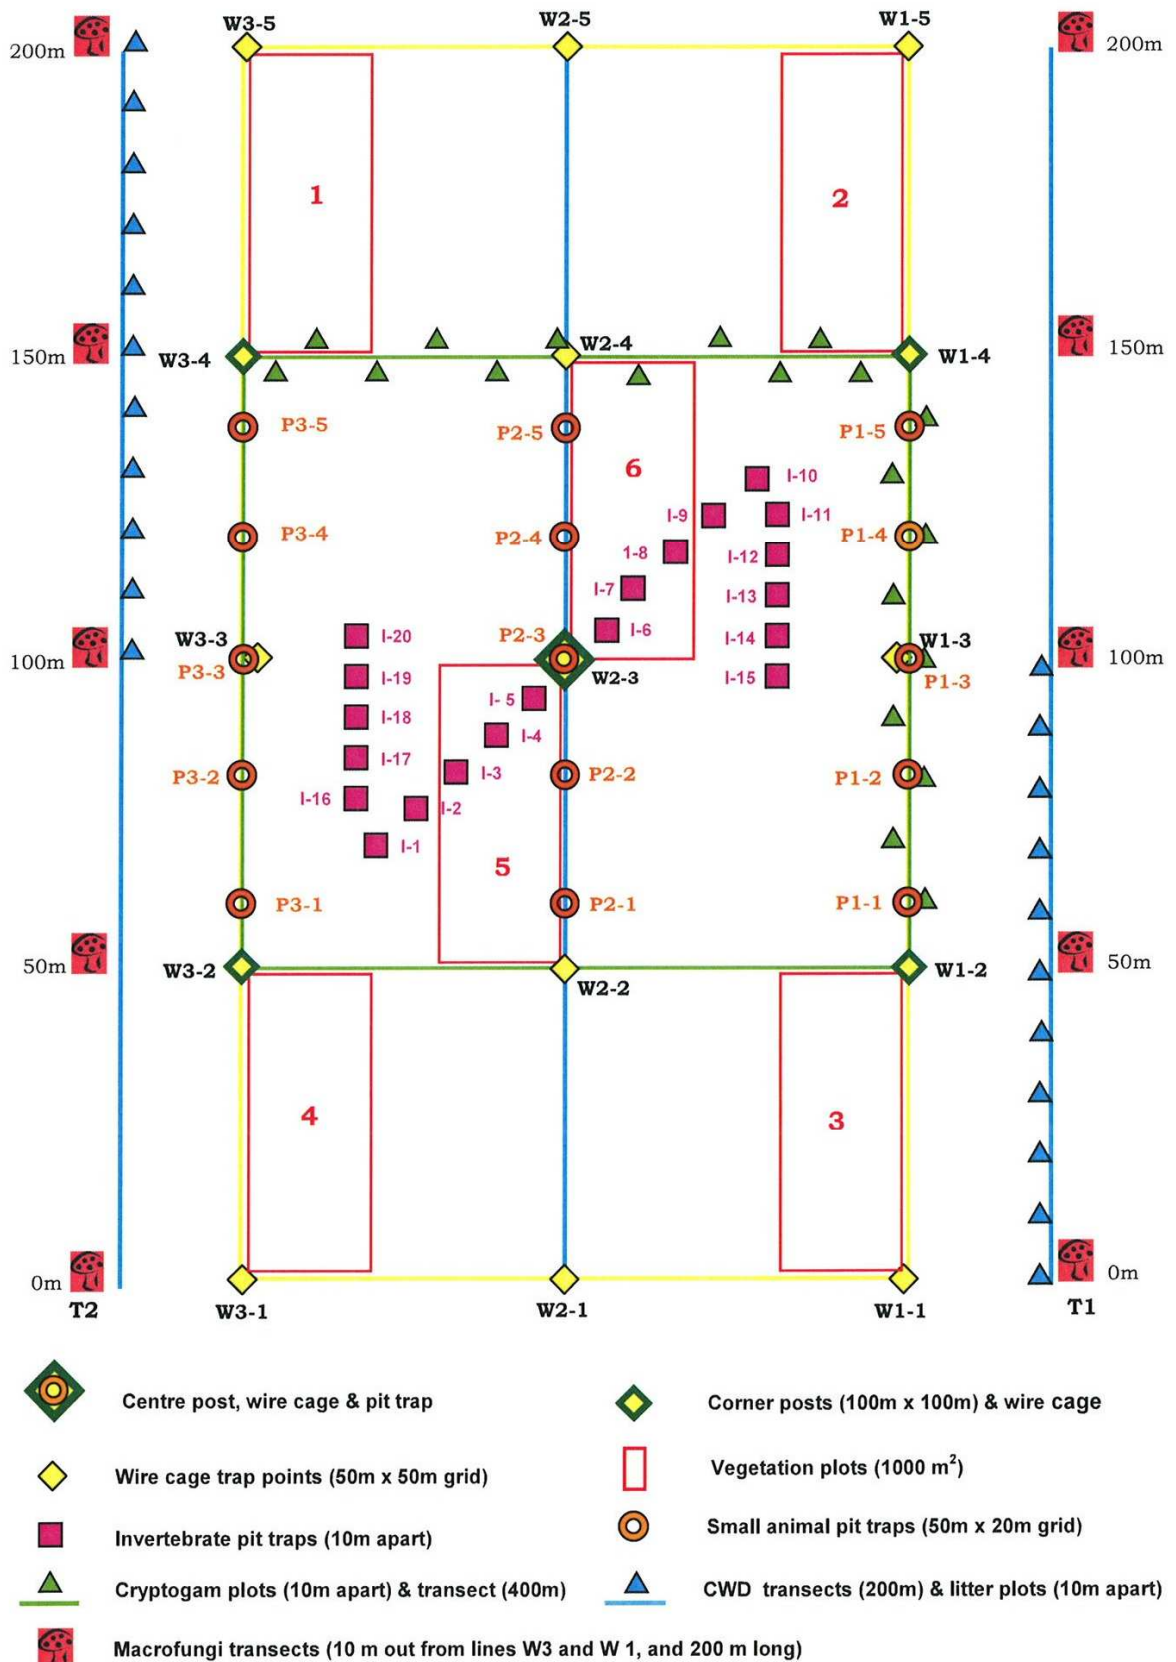 W3-5 W2-5 W1-5
200m 200m
1 2
150m W3-4 W2-4 W1-4 150m
P3-5 P2-5 P1-5
6
I-10
I-9 I-11
P3-4 P2-4 1-8 P1-4
I-12
I-7 I-13
W3-3 I-20 P2-3 I-6 I-14 W1-3
100m P3-3 I-19 W2-3 I-15 P1-3 100m
I- 5
I-18 I-4
I-17 I-3
P3-2 P2-2 P1-2
I-16 I-2
I-1
5
P3-1 P2-1 P1-1
50m W3-2 W2-2 W1-2 50m
4 3
0m 0m
T2 W3-1 W2-1 W1-1 T1
Centre post, wire cage & pit trap
Corner posts (100m x 100m) & wire cage
Wire cage trap points (50m x 50m grid)
Vegetation plots (1000 m²)
Invertebrate pit traps (10m apart)
Small animal pit traps (50m x 20m grid)
Cryptogam plots (10m apart) & transect (400m)
CWD transects (200m) & litter plots (10m apart)
Macrofungi transects (10 m out from lines W3 and W 1, and 200 m long)